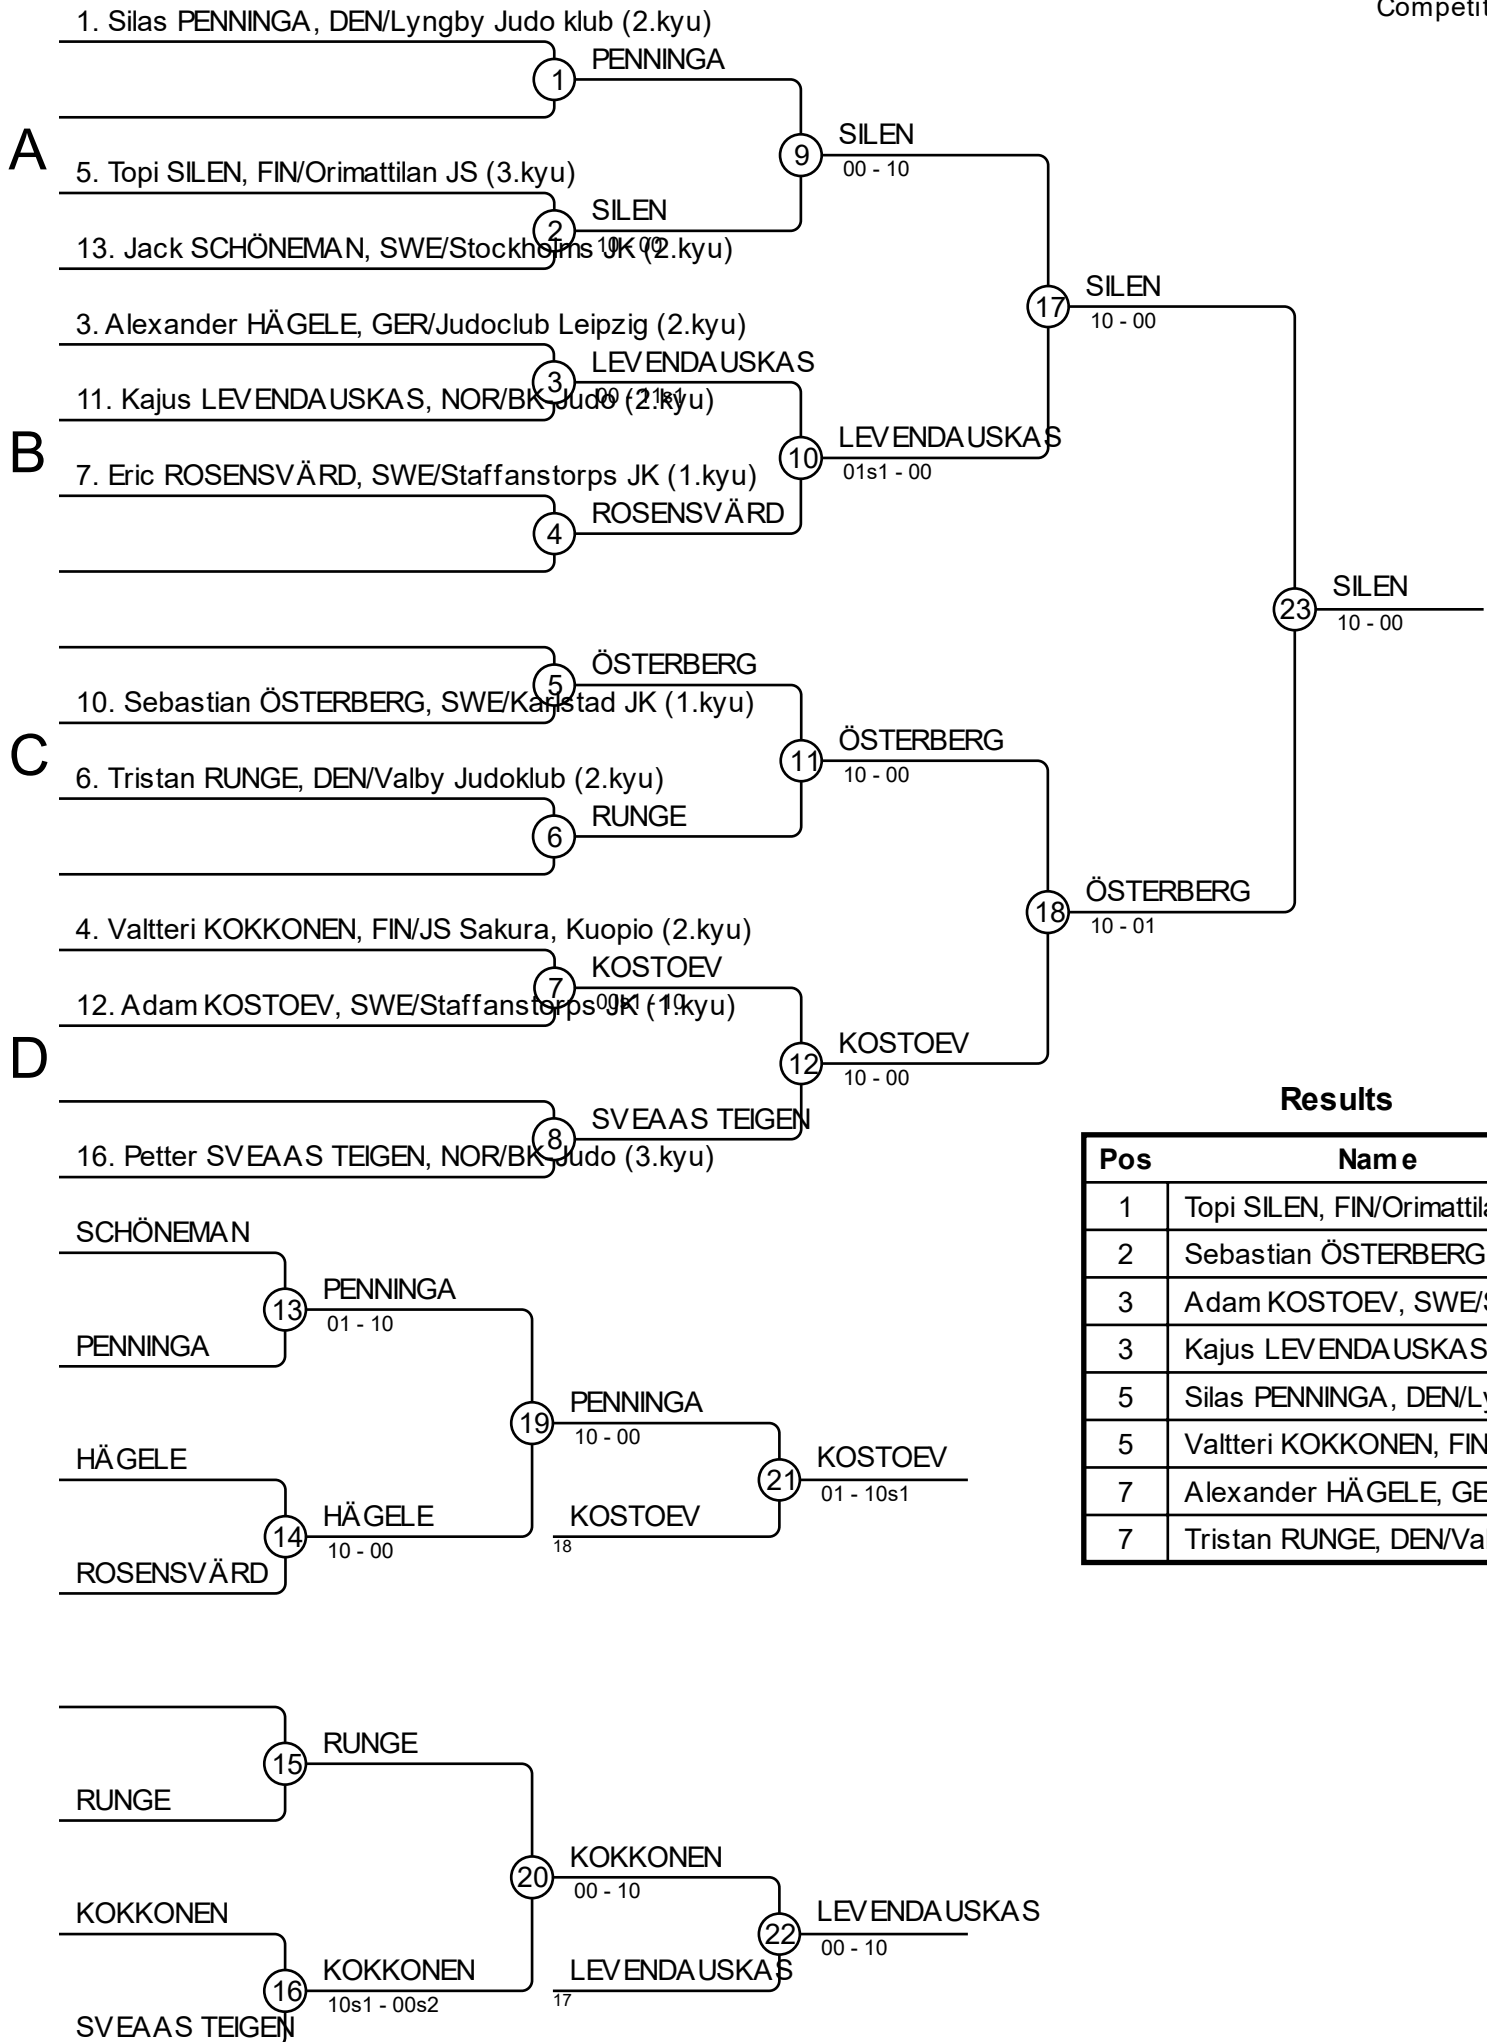 Competit
1. Silas PENNINGA, DEN/Lyngby Judo klub (2.kyu)
PENNINGA
1
A
SILEN
9
00 - 10
5. Topi SILEN, FIN/Orimattilan JS (3.kyu)
SILEN
2
10 - 00
13. Jack SCHÖNEMAN, SWE/Stockholms JK (2.kyu)
SILEN
17
10 - 00
3. Alexander HÄGELE, GER/Judoclub Leipzig (2.kyu)
LEVENDAUSKAS
3
00 - 11s1
11. Kajus LEVENDAUSKAS, NOR/BK Judo (2.kyu)
B
LEVENDAUSKAS
10
01s1 - 00
7. Eric ROSENSVÄRD, SWE/Staffanstorps JK (1.kyu)
ROSENSVÄRD
4
SILEN
23
10 - 00
ÖSTERBERG
5
10. Sebastian ÖSTERBERG, SWE/Karlstad JK (1.kyu)
C
ÖSTERBERG
11
10 - 00
6. Tristan RUNGE, DEN/Valby Judoklub (2.kyu)
RUNGE
6
ÖSTERBERG
18
10 - 01
4. Valtteri KOKKONEN, FIN/JS Sakura, Kuopio (2.kyu)
KOSTOEV
7
00s1 - 10
12. Adam KOSTOEV, SWE/Staffanstorps JK (1.kyu)
D
KOSTOEV
12
10 - 00
SVEAAS TEIGEN
8
16. Petter SVEAAS TEIGEN, NOR/BK Judo (3.kyu)
Results
Pos Name
1 Topi SILEN, FIN/Orimattila
2 Sebastian ÖSTERBERG
3 Adam KOSTOEV, SWE/S
3 Kajus LEVENDAUSKAS
5 Silas PENNINGA, DEN/Ly
5 Valtteri KOKKONEN, FIN
7 Alexander HÄGELE, GE
7 Tristan RUNGE, DEN/Val
SCHÖNEMAN
PENNINGA
13
01 - 10
PENNINGA
PENNINGA
19
10 - 00
HÄGELE
HÄGELE
14
10 - 00
ROSENSVÄRD
KOSTOEV
21
01 - 10s1
KOSTOEV
18
RUNGE
15
RUNGE
KOKKONEN
20
00 - 10
KOKKONEN
KOKKONEN
16
10s1 - 00s2
SVEAAS TEIGEN
LEVENDAUSKAS
22
00 - 10
LEVENDAUSKAS
17